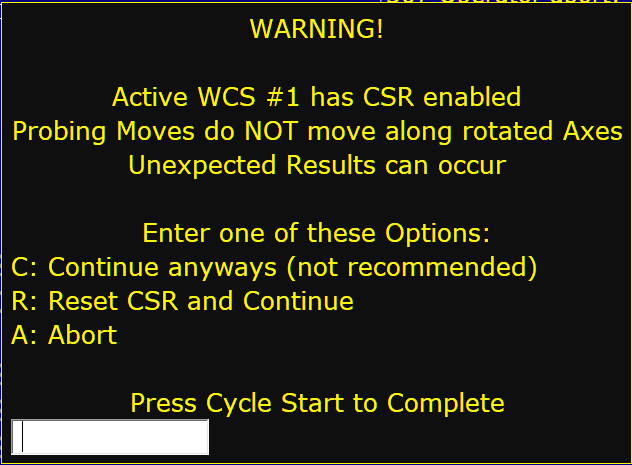 WARNING!
Active WCS #1 has CSR enabled
Probing Moves do NOT move along rotated Axes
Unexpected Results can occur
Enter one of these Options:
C: Continue anyways (not recommended)
R: Reset CSR and Continue
A: Abort
Press Cycle Start to Complete